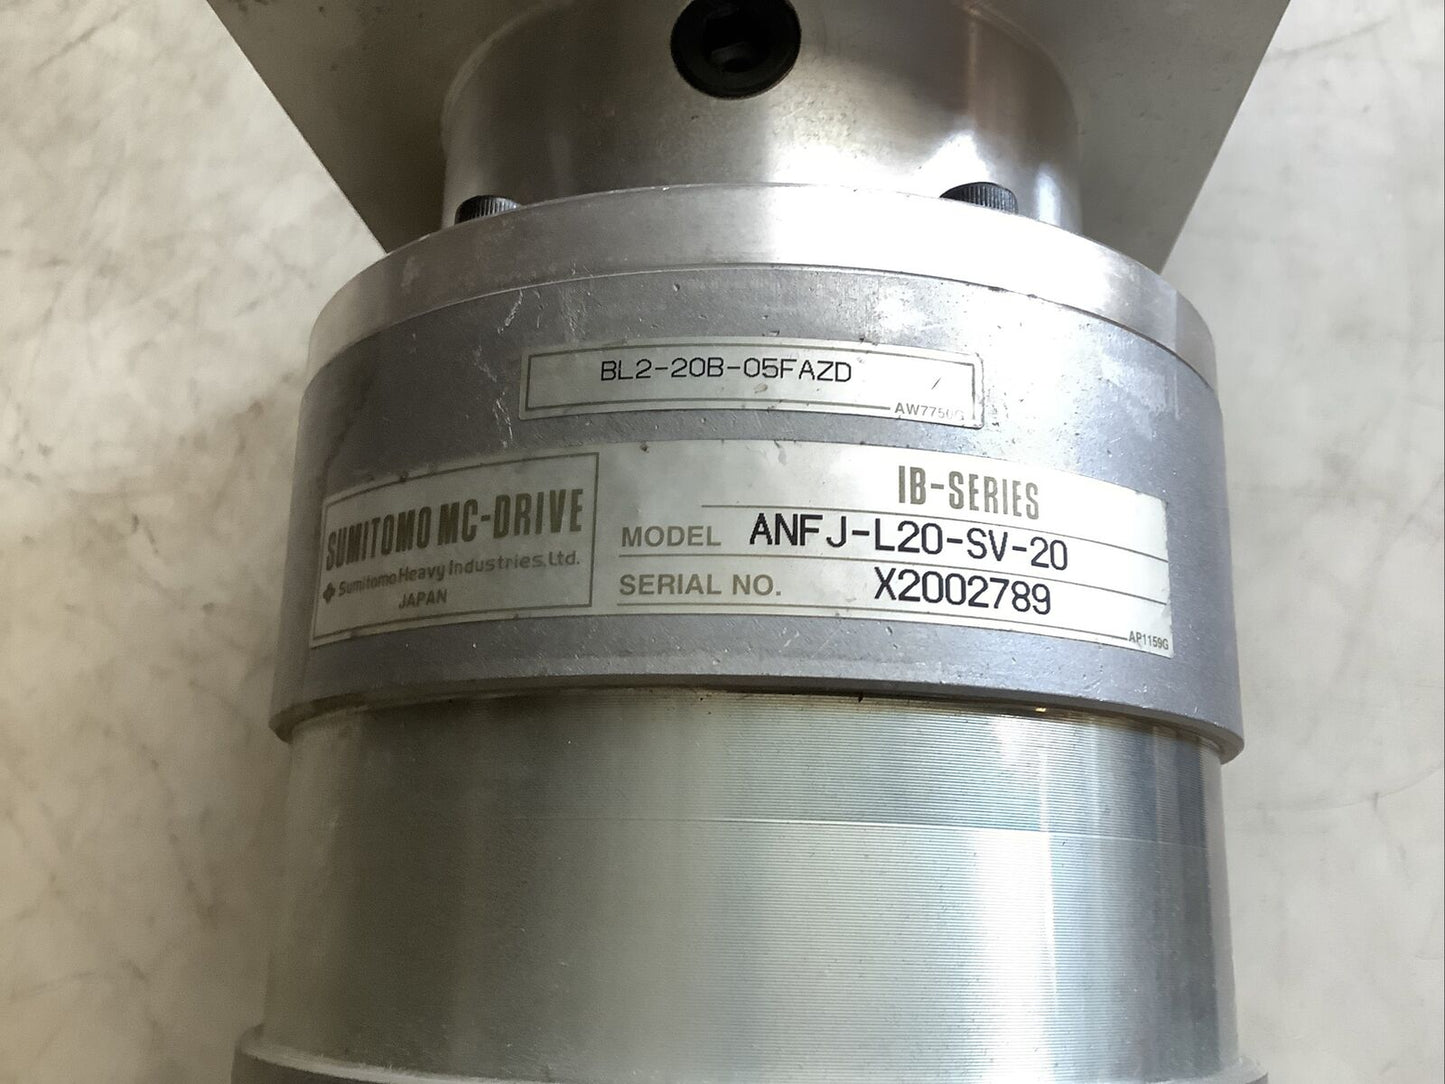 BL2-20B-05FAZD
AW7750G
SUMITOMO MC-DRIVE
Sumitomo Heavy Industries, Ltd.
JAPAN
IB-SERIES
MODEL ANFJ-L20-SV-20
SERIAL NO. X2002789
AP1159G